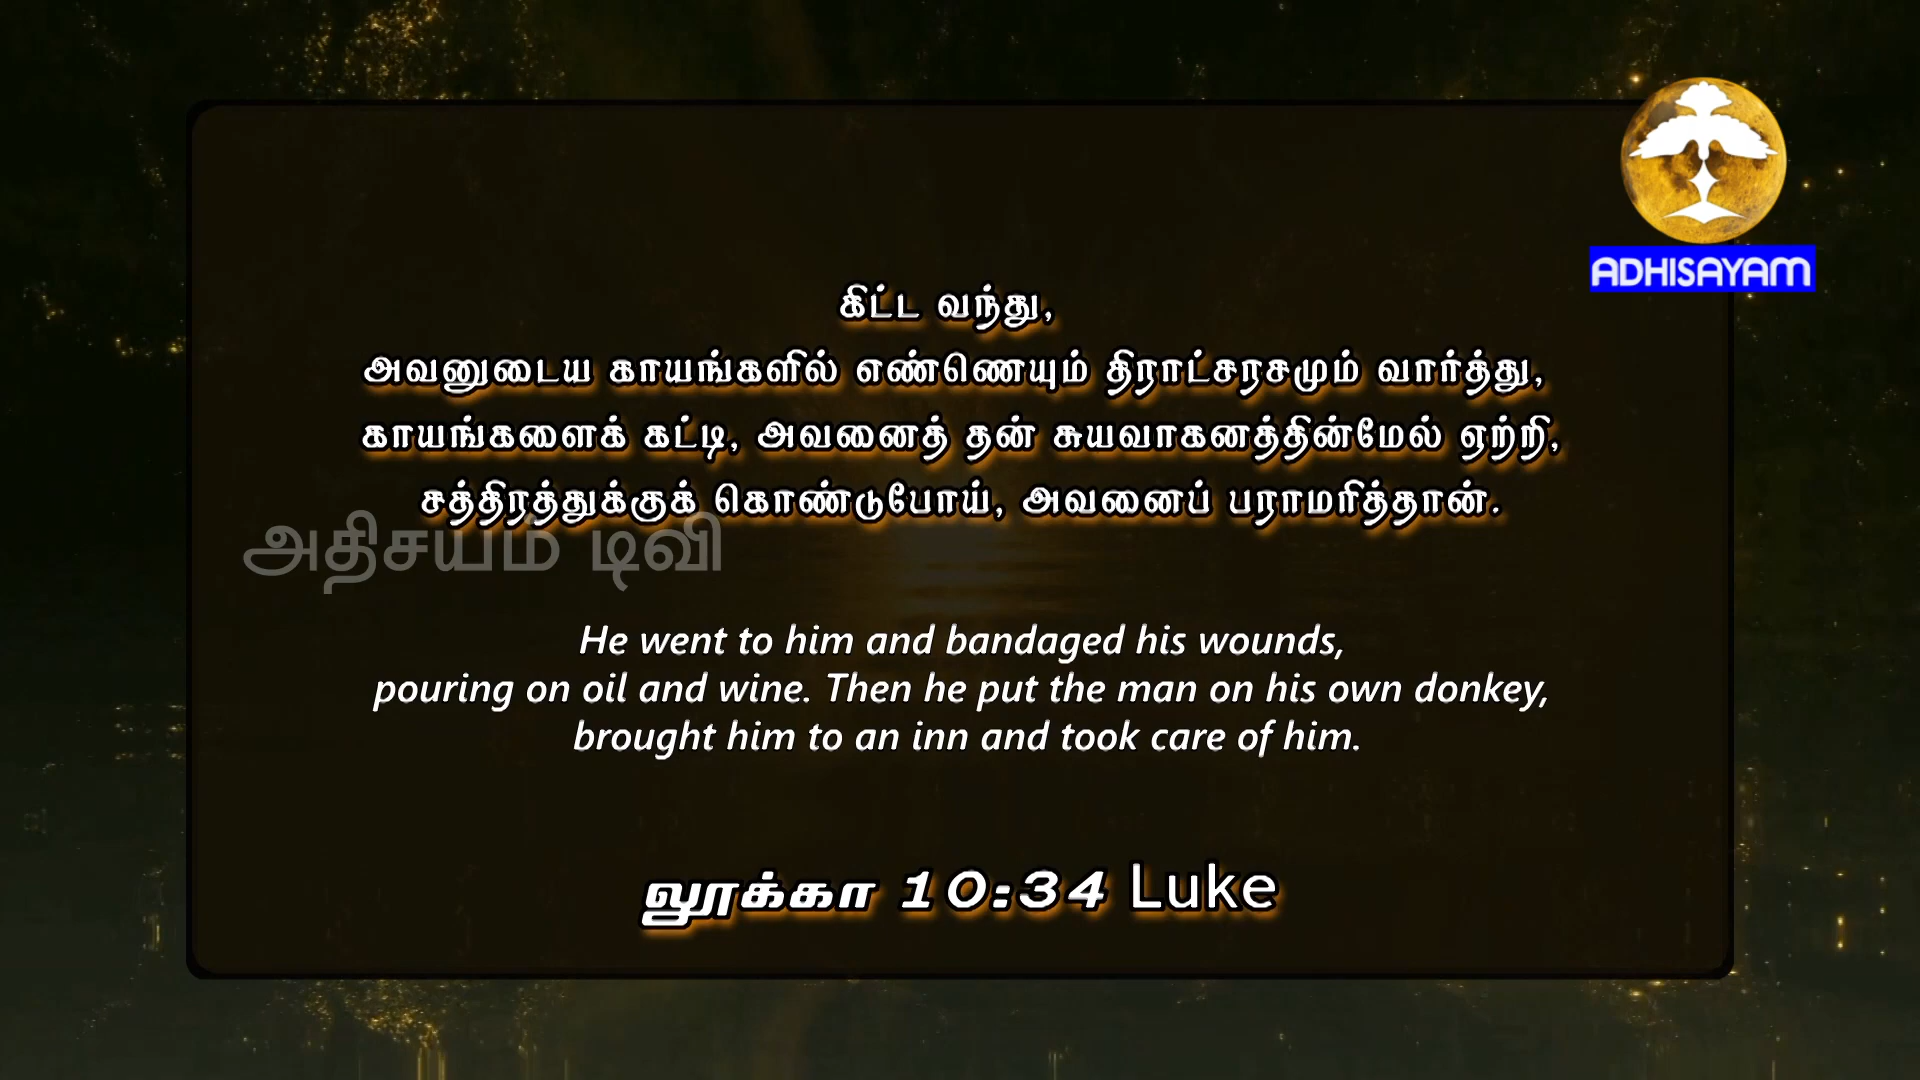 ADHISAYAM
கிட்ட வந்து,
அவனுடைய காயங்களில் எண்ணெயும் திராட்சரசமும் வார்த்து,
காயங்களைக் கட்டி, அவனைத் தன் சுயவாகனத்தின்மேல் ஏற்றி,
சத்திரத்துக்குக் கொண்டுபோய், அவனைப் பராமரித்தான்.
அதிசயம் டிவி
He went to him and bandaged his wounds,
pouring on oil and wine. Then he put the man on his own donkey,
brought him to an inn and took care of him.
லூக்கா 10:34 Luke